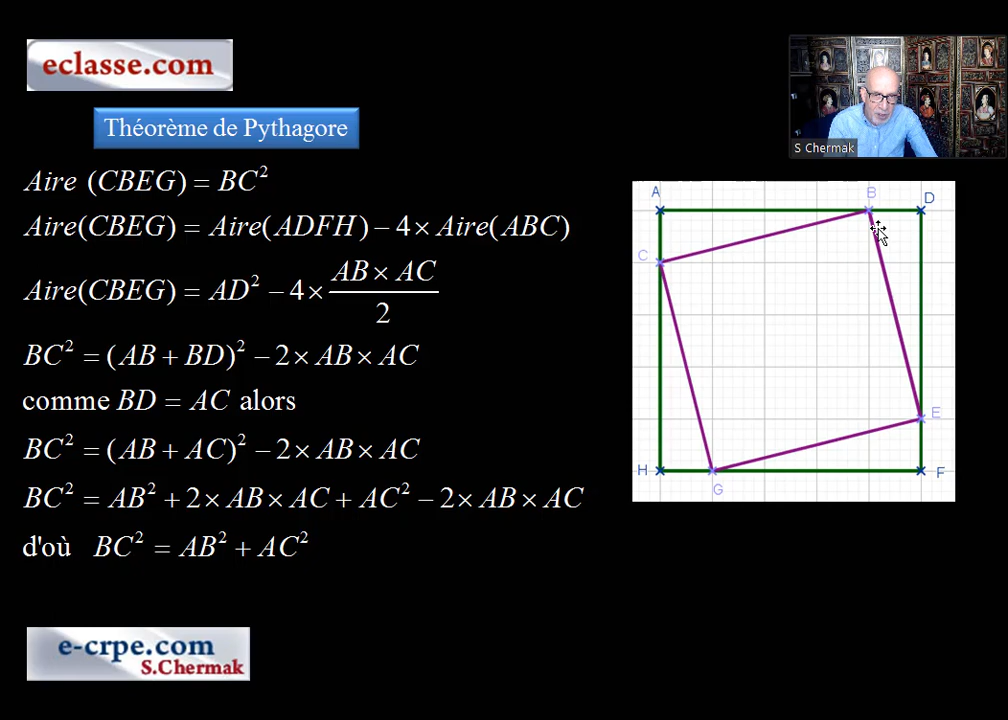 eclasse.com
Théorème de Pythagore
Aire (CBEG) = BC²
Aire(CBEG) = Aire(ADFH) − 4 × Aire(ABC)
Aire(CBEG) = AD² − 4 × (AB × AC)/2
BC² = (AB + BD)² − 2 × AB × AC
comme BD = AC alors
BC² = (AB + AC)² − 2 × AB × AC
BC² = AB² + 2 × AB × AC + AC² − 2 × AB × AC
d'où BC² = AB² + AC²
e-crpe.com
S.Chermak
S Chermak
A B D
C
E
H G F